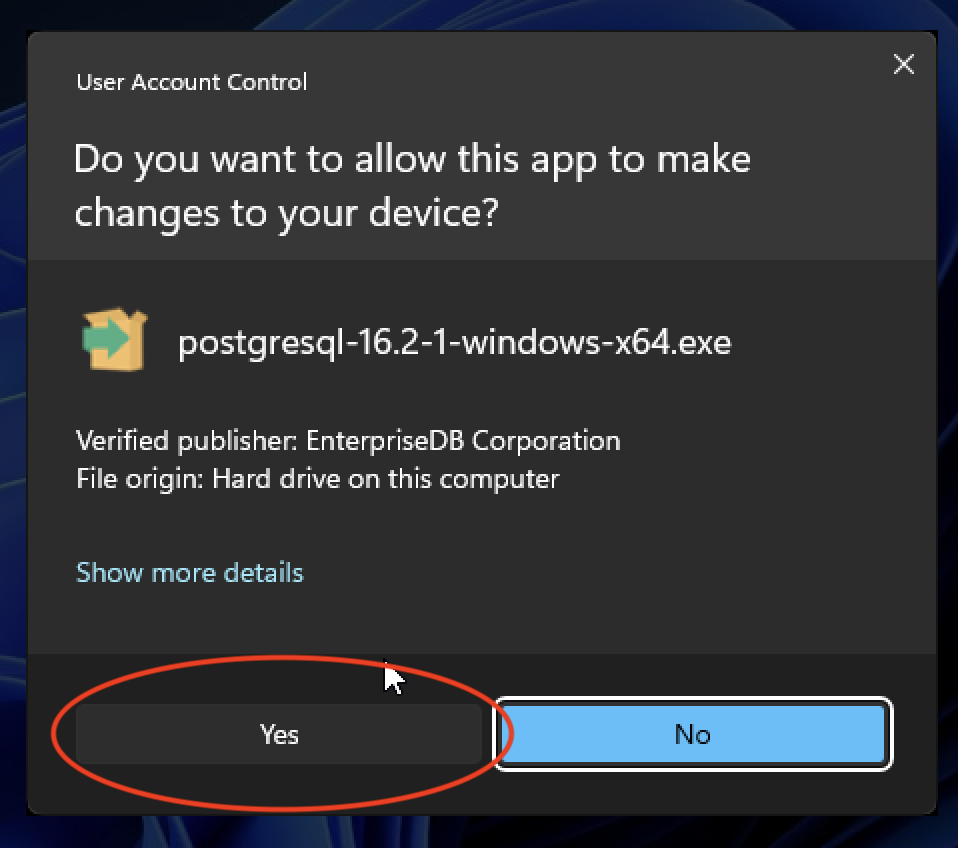 User Account Control
Do you want to allow this app to make
changes to your device?
postgresql-16.2-1-windows-x64.exe
Verified publisher: EnterpriseDB Corporation
File origin: Hard drive on this computer
Show more details
Yes
No